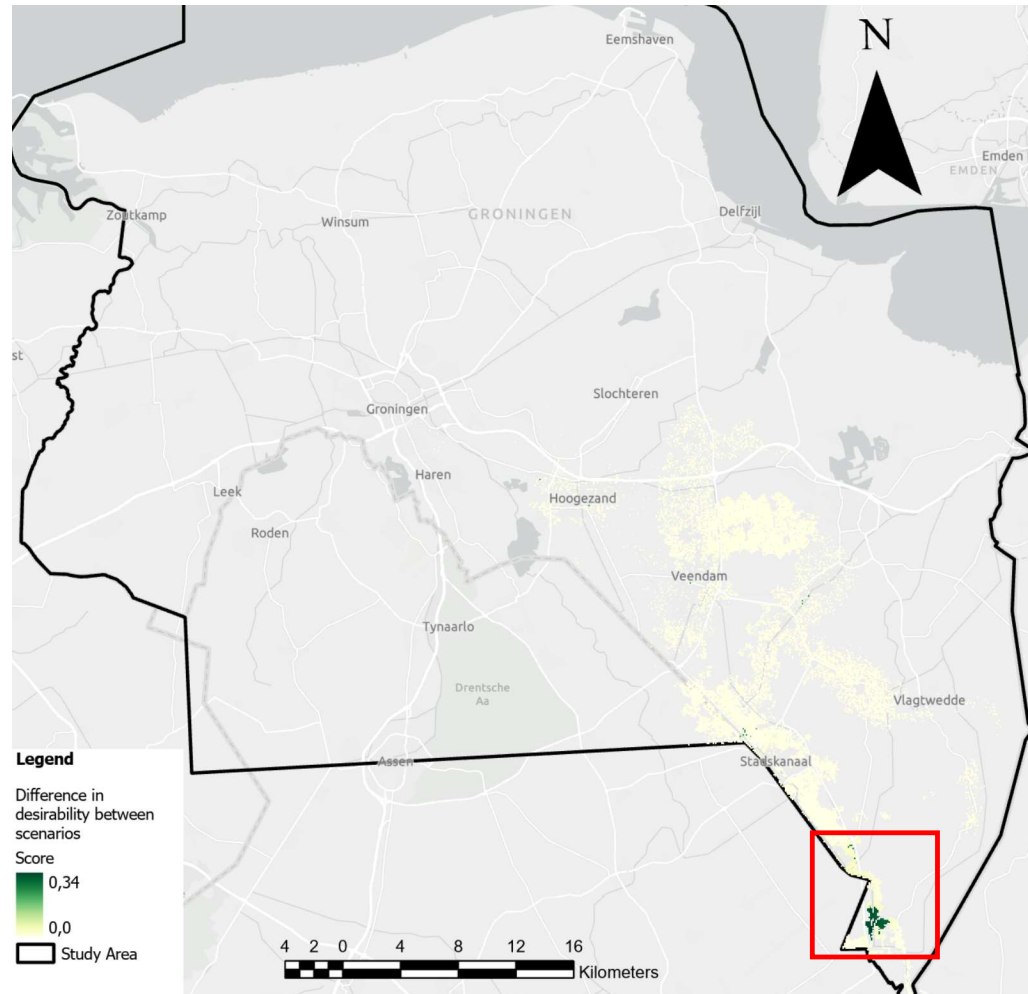 Eemshaven
N
Emden
EMDEN
Zoutkamp
Winsum
GRONINGEN
Delfzijl
st
Slochteren
Groningen
Haren
Leek
Hoogezand
Roden
Veendam
Tynaarlo
Drentsche
Aa
Vlagtwedde
Legend
Assen
Stadskanaal
Difference in
desirability between
scenarios
Score
0,34
0,0
Study Area
4 2 0 4 8 12 16
Kilometers